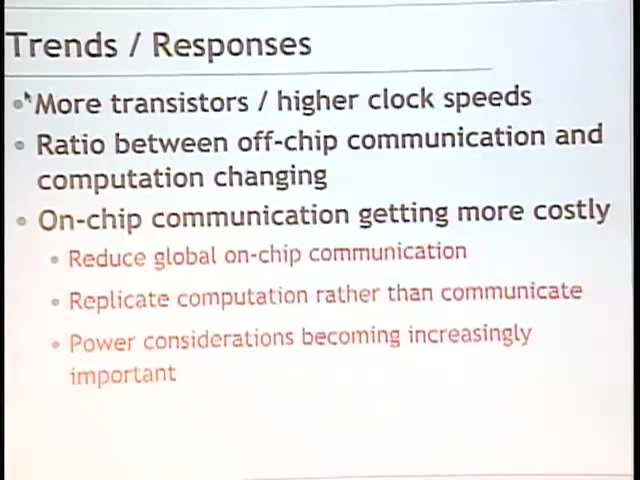 Trends / Responses
More transistors / higher clock speeds
Ratio between off-chip communication and
computation changing
On-chip communication getting more costly
Reduce global on-chip communication
Replicate computation rather than communicate
Power considerations becoming increasingly
important